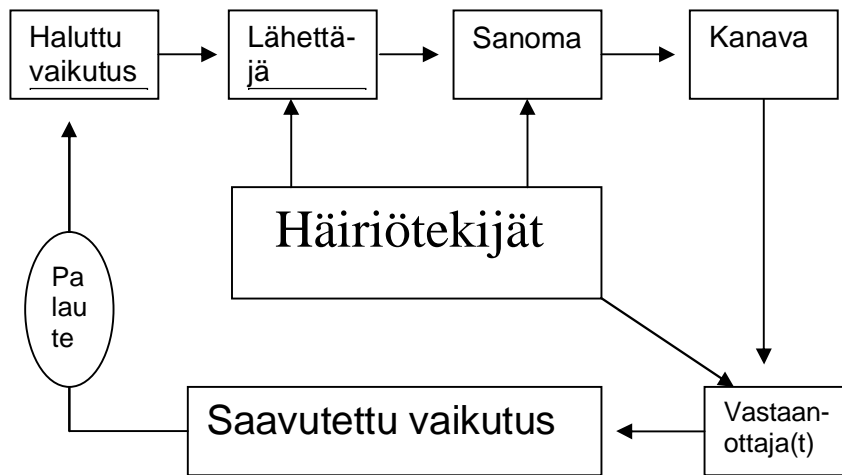 Haluttu
vaikutus
Lähettä-
jä
Sanoma
Kanava
Häiriötekijät
Pa
lau
te
Saavutettu vaikutus
Vastaan-
ottaja(t)